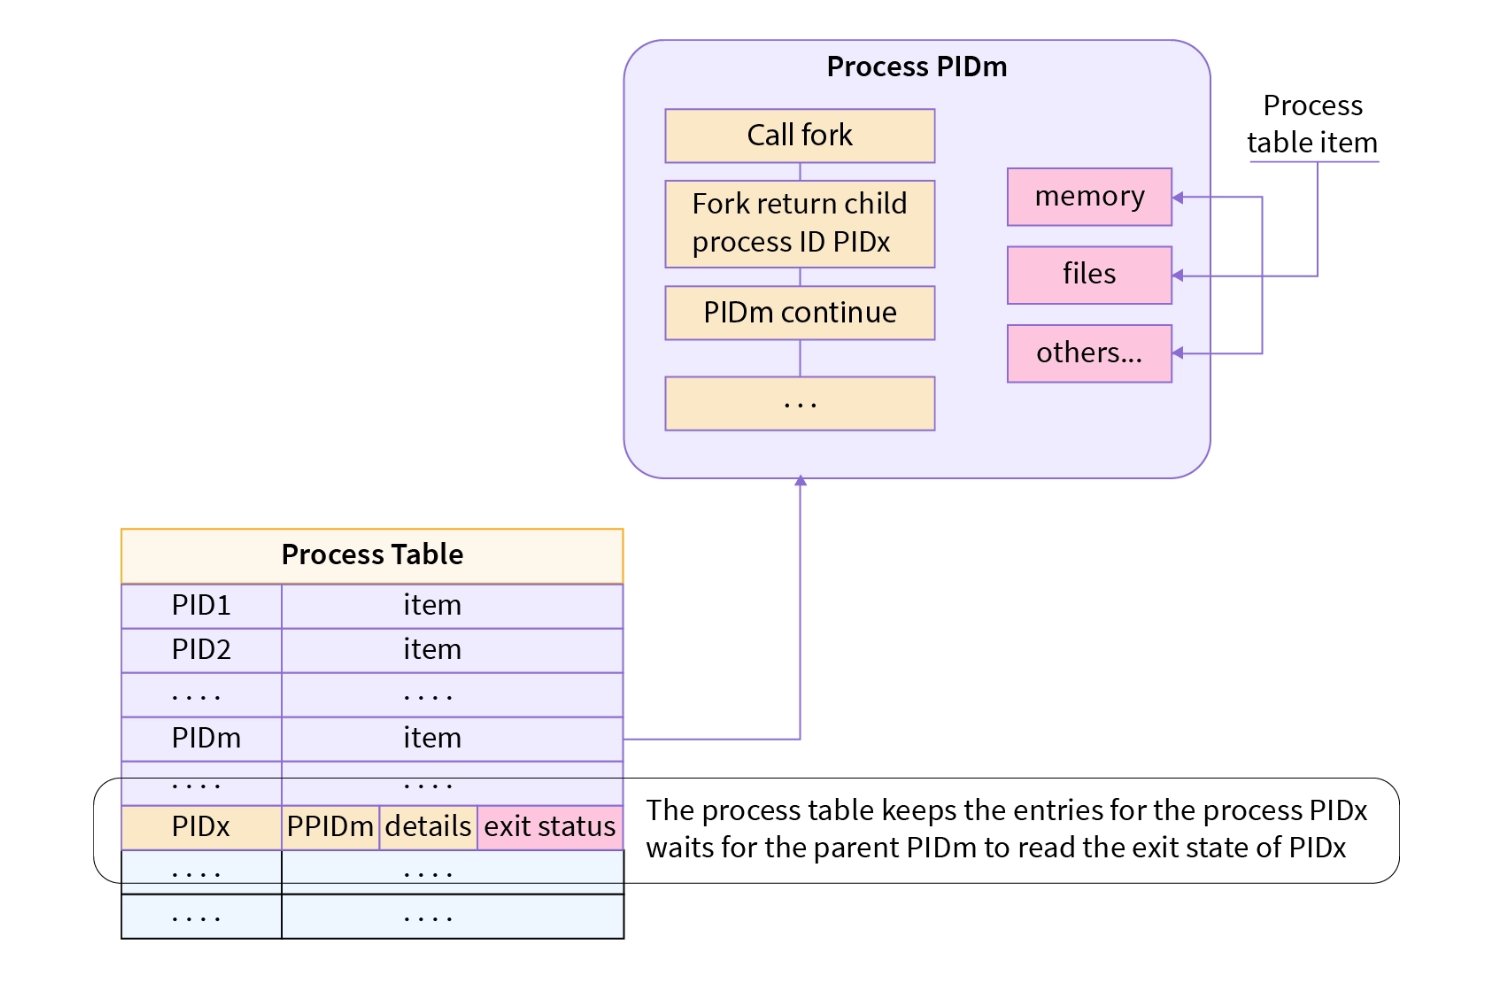 Process PIDm
Process
table item
Call fork
Fork return child
process ID PIDx
PIDm continue
...
memory
files
others...
Process Table
PID1 item
PID2 item
.... ....
PIDm item
.... ....
PIDx PPIDm details exit status
The process table keeps the entries for the process PIDx
waits for the parent PIDm to read the exit state of PIDx
.... ....
.... ....